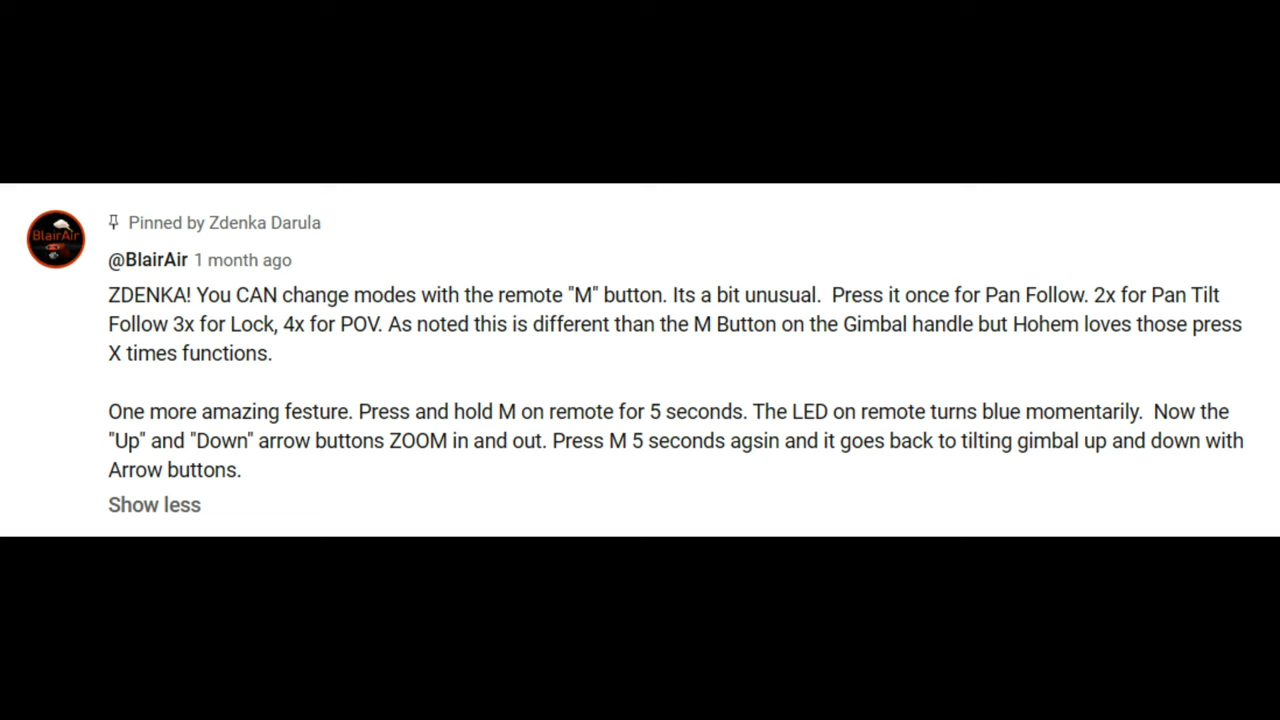 Pinned by Zdenka Darula
BlairAir
@BlairAir 1 month ago
ZDENKA! You CAN change modes with the remote "M" button. Its a bit unusual.  Press it once for Pan Follow. 2x for Pan Tilt
Follow 3x for Lock, 4x for POV. As noted this is different than the M Button on the Gimbal handle but Hohem loves those press
X times functions.
One more amazing festure. Press and hold M on remote for 5 seconds. The LED on remote turns blue momentarily.  Now the
"Up" and "Down" arrow buttons ZOOM in and out. Press M 5 seconds agsin and it goes back to tilting gimbal up and down with
Arrow buttons.
Show less